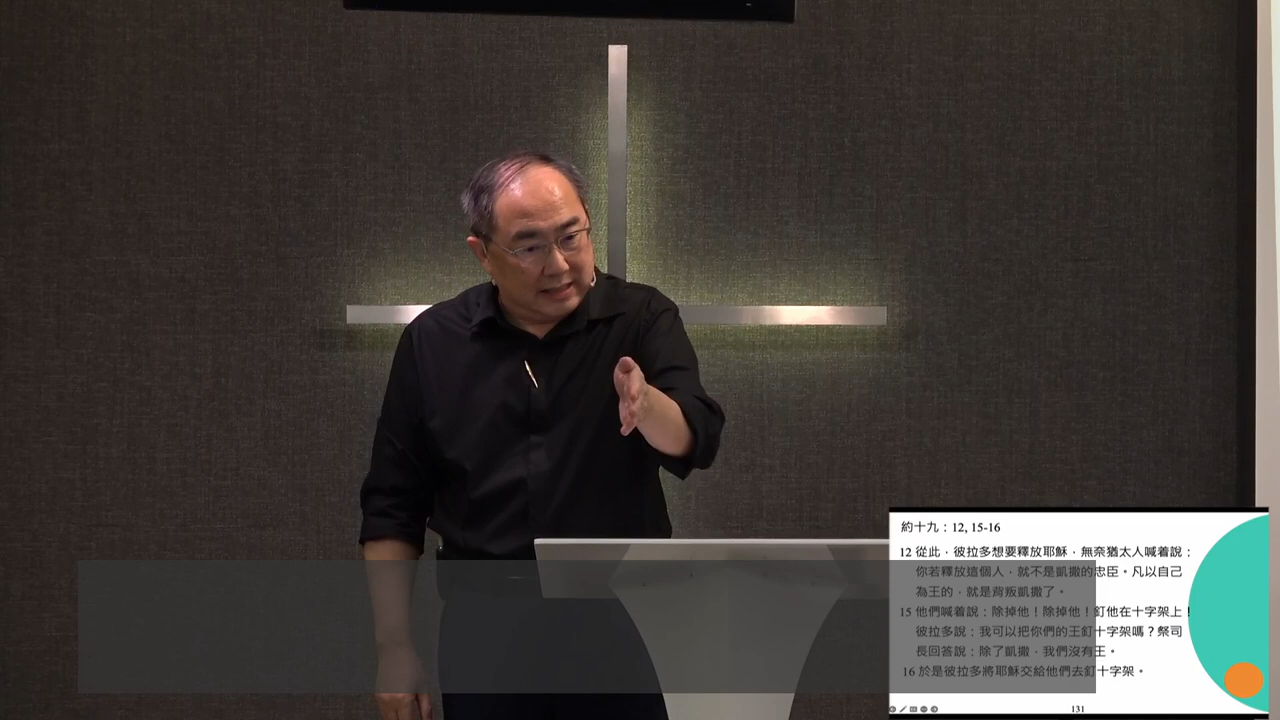 約十九：12, 15-16
12 從此，彼拉多想要釋放耶穌，無奈猶太人喊着說：
你若釋放這個人，就不是凱撒的忠臣。凡以自己
為王的，就是背叛凱撒了。
15 他們喊着說：除掉他！除掉他！釘他在十字架上！
彼拉多說：我可以把你們的王釘十字架嗎？祭司
長回答說：除了凱撒，我們沒有王。
16 於是彼拉多將耶穌交給他們去釘十字架。
131